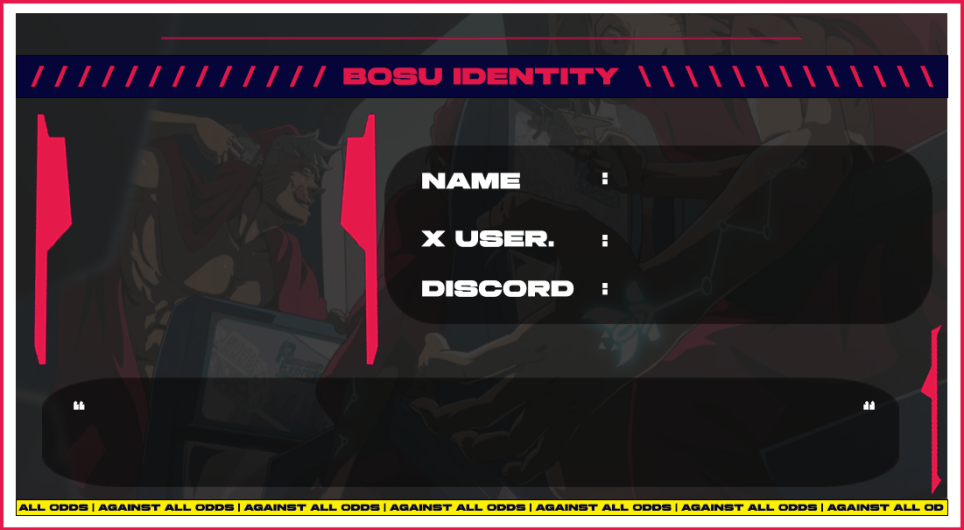 / / / / / / / / / / / / / BOSU IDENTITY \ \ \ \ \ \ \ \ \ \ \ \ \
NAME :
X USER. :
DISCORD :
❝ ❝
ALL ODDS | AGAINST ALL ODDS | AGAINST ALL ODDS | AGAINST ALL ODDS | AGAINST ALL ODDS | AGAINST ALL ODDS | AGAINST ALL OD